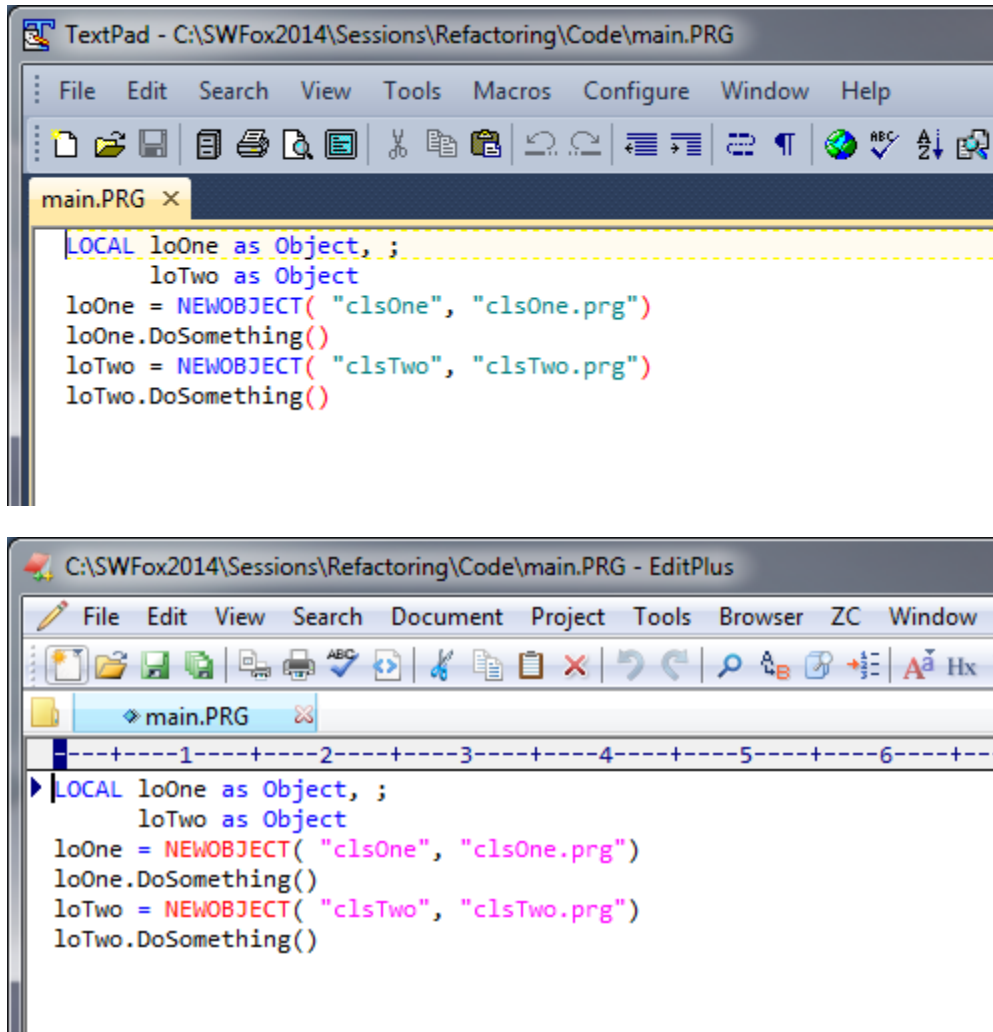 TextPad - C:\SWFox2014\Sessions\Refactoring\Code\main.PRG
File Edit Search View Tools Macros Configure Window Help
ABC A Z
main.PRG
LOCAL loOne as Object, ;
loTwo as Object
loOne = NEWOBJECT( "clsOne", "clsOne.prg")
loOne.DoSomething()
loTwo = NEWOBJECT( "clsTwo", "clsTwo.prg")
loTwo.DoSomething()
C:\SWFox2014\Sessions\Refactoring\Code\main.PRG - EditPlus
File Edit View Search Document Project Tools Browser ZC Window
ABC A B Aä Hx
main.PRG
----+----1----+----2----+----3----+----4----+----5----+----6----+--
LOCAL loOne as Object, ;
loTwo as Object
loOne = NEWOBJECT( "clsOne", "clsOne.prg")
loOne.DoSomething()
loTwo = NEWOBJECT( "clsTwo", "clsTwo.prg")
loTwo.DoSomething()